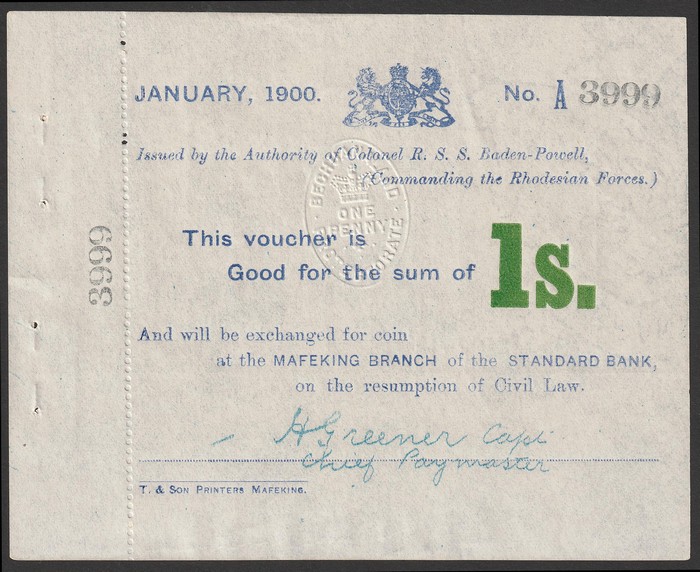 JANUARY, 1900.
No. A 3999
Issued by the Authority of Colonel R. S. S. Baden-Powell,
(Commanding the Rhodesian Forces.)
ONE
PENNY
This voucher is
Good for the sum of
1s.
3999
And will be exchanged for coin
at the MAFEKING BRANCH of the STANDARD BANK,
on the resumption of Civil Law.
H Greener Capt
Chief Paymaster
T. & SON PRINTERS MAFEKING.